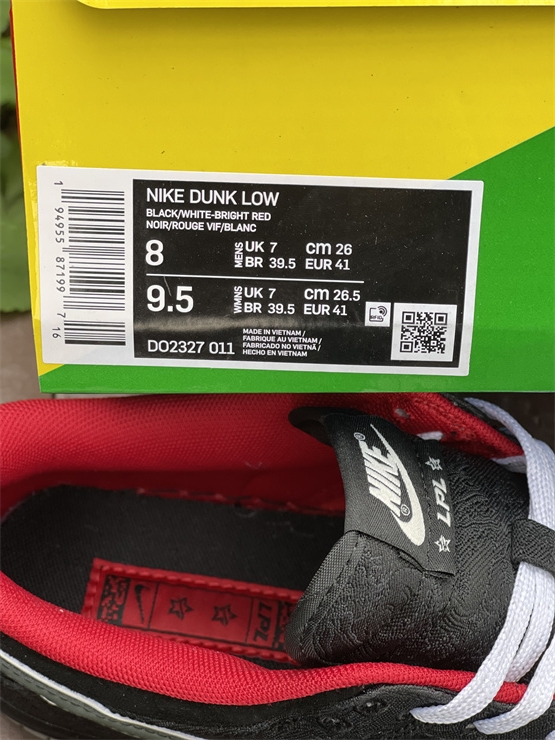 NIKE DUNK LOW
BLACK/WHITE-BRIGHT RED
NOIR/ROUGE VIF/BLANC
8 MENS UK 7 cm 26
BR 39.5 EUR 41
9.5 WMNS UK 7 cm 26.5
BR 39.5 EUR 41
DO2327 011
MADE IN VIETNAM /
FABRIQUE AU VIETNAM /
FABRICADO NO VIETNÃ /
HECHO EN VIETNAM
RFID
1 94955 87199 7 16
NIKE
LPL
LPL